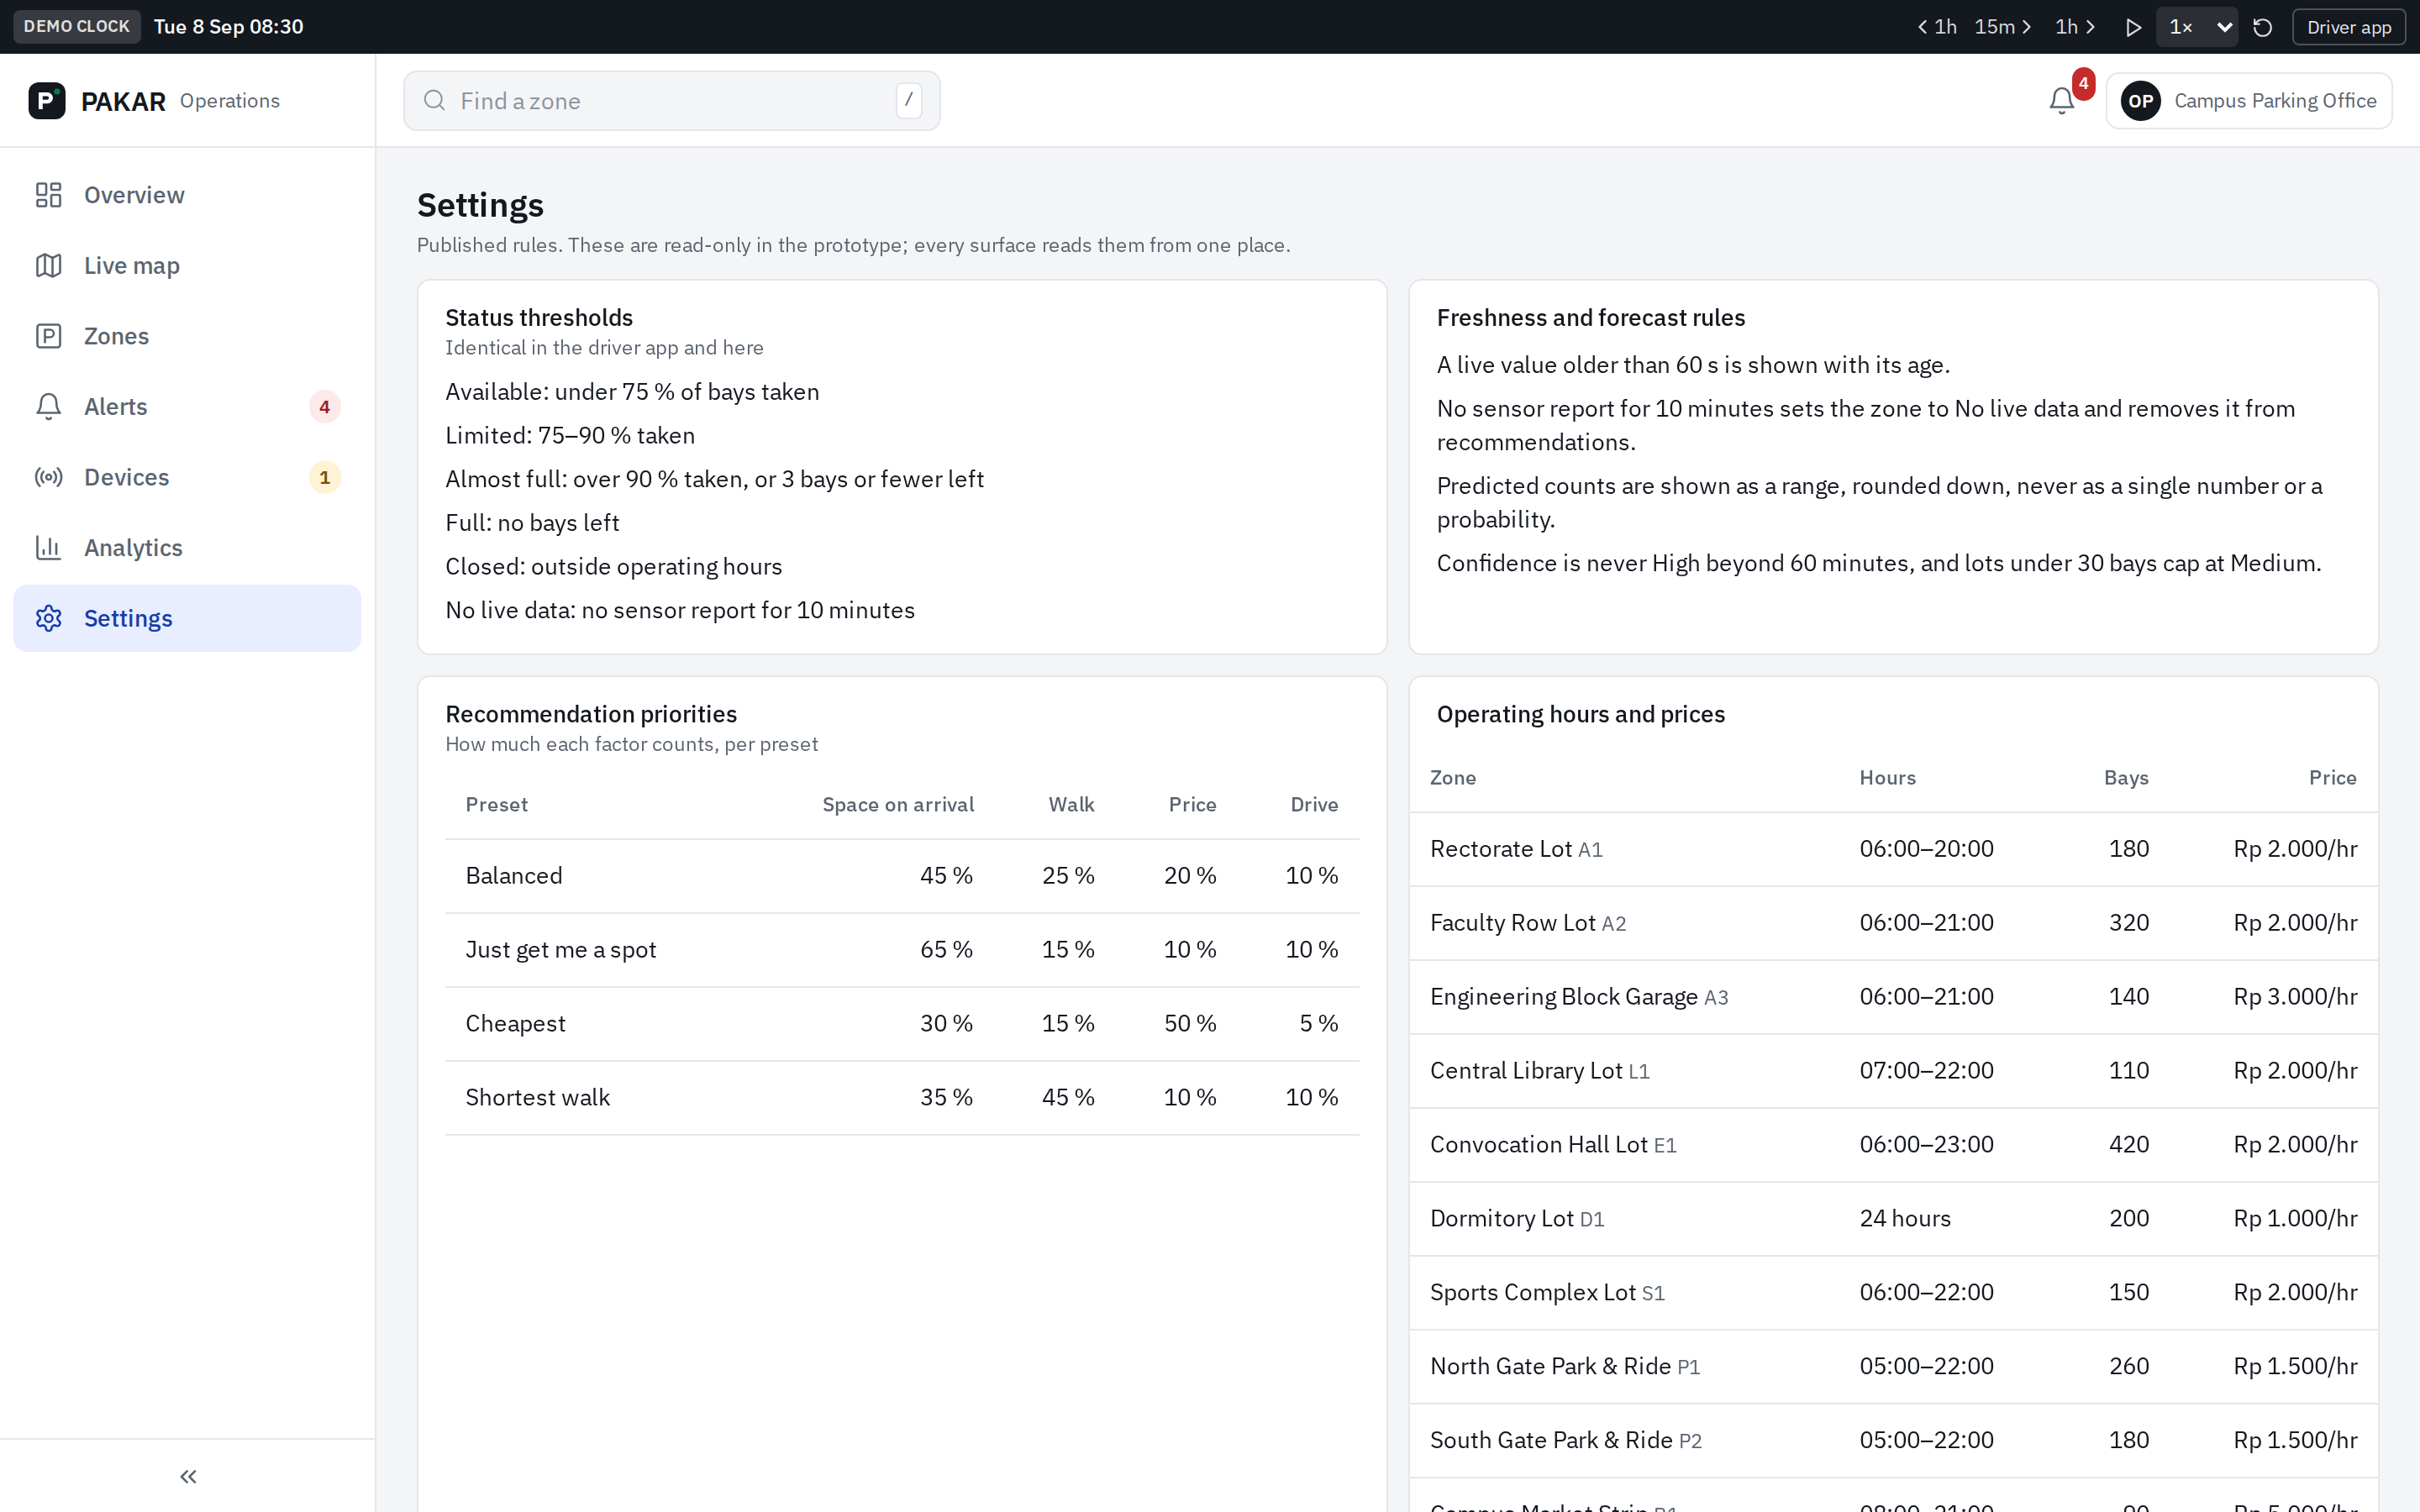 DEMO CLOCK Tue 8 Sep 08:30 1h 15m 1h 1× Driver app
P PAKAR Operations Find a zone / 4 OP Campus Parking Office
Overview
Live map
Zones
Alerts 4
Devices 1
Analytics
Settings
Settings
Published rules. These are read-only in the prototype; every surface reads them from one place.
Status thresholds
Identical in the driver app and here
Available: under 75 % of bays taken
Limited: 75–90 % taken
Almost full: over 90 % taken, or 3 bays or fewer left
Full: no bays left
Closed: outside operating hours
No live data: no sensor report for 10 minutes
Freshness and forecast rules
A live value older than 60 s is shown with its age.
No sensor report for 10 minutes sets the zone to No live data and removes it from
recommendations.
Predicted counts are shown as a range, rounded down, never as a single number or a
probability.
Confidence is never High beyond 60 minutes, and lots under 30 bays cap at Medium.
Recommendation priorities
How much each factor counts, per preset
Preset Space on arrival Walk Price Drive
Balanced 45 % 25 % 20 % 10 %
Just get me a spot 65 % 15 % 10 % 10 %
Cheapest 30 % 15 % 50 % 5 %
Shortest walk 35 % 45 % 10 % 10 %
Operating hours and prices
Zone Hours Bays Price
Rectorate Lot A1 06:00–20:00 180 Rp 2.000/hr
Faculty Row Lot A2 06:00–21:00 320 Rp 2.000/hr
Engineering Block Garage A3 06:00–21:00 140 Rp 3.000/hr
Central Library Lot L1 07:00–22:00 110 Rp 2.000/hr
Convocation Hall Lot E1 06:00–23:00 420 Rp 2.000/hr
Dormitory Lot D1 24 hours 200 Rp 1.000/hr
Sports Complex Lot S1 06:00–22:00 150 Rp 2.000/hr
North Gate Park & Ride P1 05:00–22:00 260 Rp 1.500/hr
South Gate Park & Ride P2 05:00–22:00 180 Rp 1.500/hr